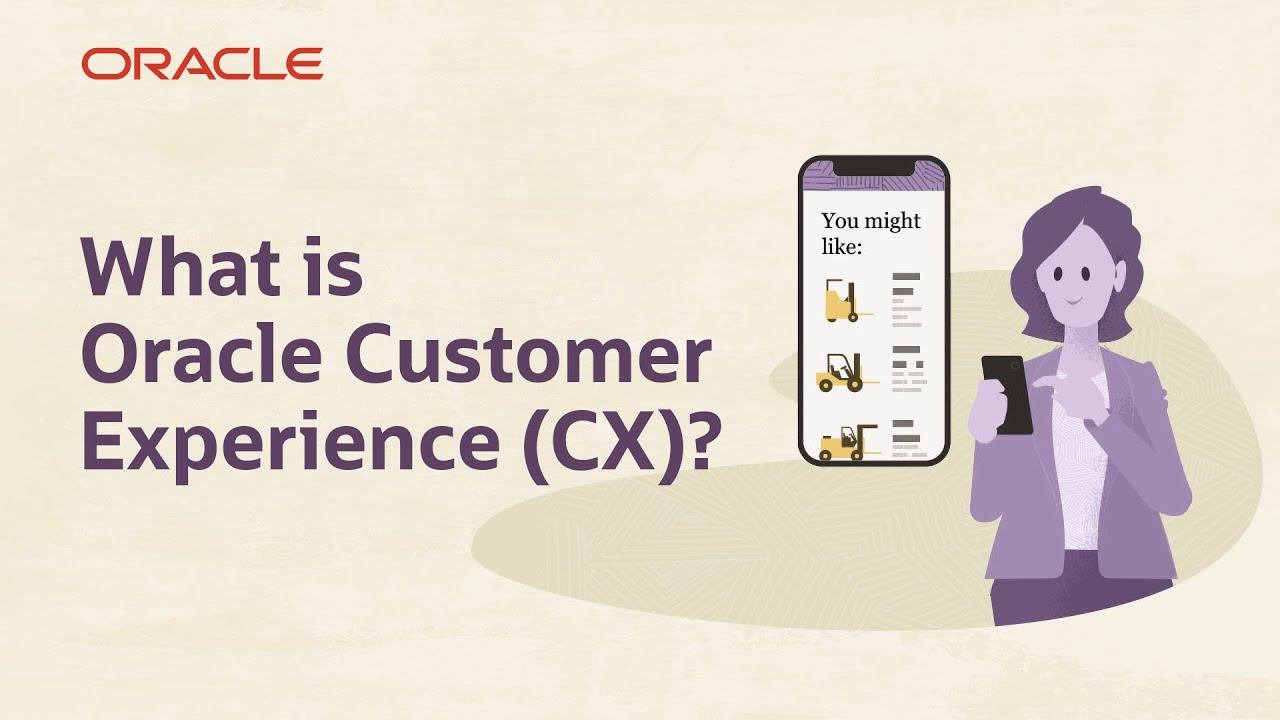 ORACLE
What is
Oracle Customer
Experience (CX)?
You might
like: